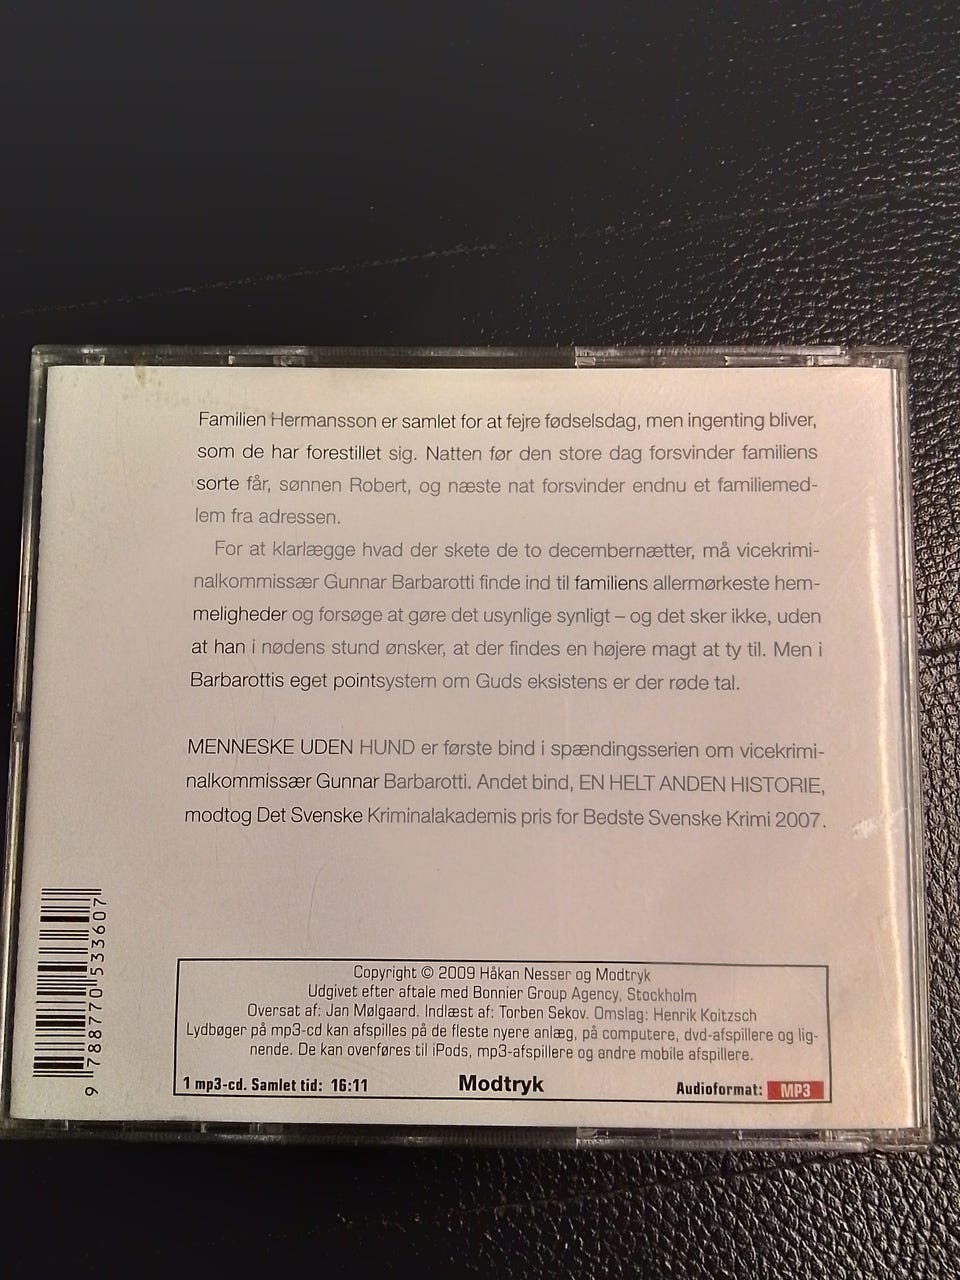 Familien Hermansson er samlet for at fejre fødselsdag, men ingenting bliver,
som de har forestillet sig. Natten før den store dag forsvinder familiens
sorte får, sønnen Robert, og næste nat forsvinder endnu et familiemed-
lem fra adressen.
For at klarlægge hvad der skete de to decembernætter, må vicekrimi-
nalkommissær Gunnar Barbarotti finde ind til familiens allermørkeste hem-
meligheder og forsøge at gøre det usynlige synligt – og det sker ikke, uden
at han i nødens stund ønsker, at der findes en højere magt at ty til. Men i
Barbarottis eget pointsystem om Guds eksistens er der røde tal.
MENNESKE UDEN HUND er første bind i spændingsserien om vicekrimi-
nalkommissær Gunnar Barbarotti. Andet bind, EN HELT ANDEN HISTORIE,
modtog Det Svenske Kriminalakademis pris for Bedste Svenske Krimi 2007.
9 788770 533607
Copyright © 2009 Håkan Nesser og Modtryk
Udgivet efter aftale med Bonnier Group Agency, Stockholm
Oversat af: Jan Mølgaard. Indlæst af: Torben Sekov. Omslag: Henrik Koitzsch
Lydbøger på mp3-cd kan afspilles på de fleste nyere anlæg, på computere, dvd-afspillere og lig-
nende. De kan overføres til iPods, mp3-afspillere og andre mobile afspillere.
1 mp3-cd. Samlet tid: 16:11 Modtryk Audioformat: MP3